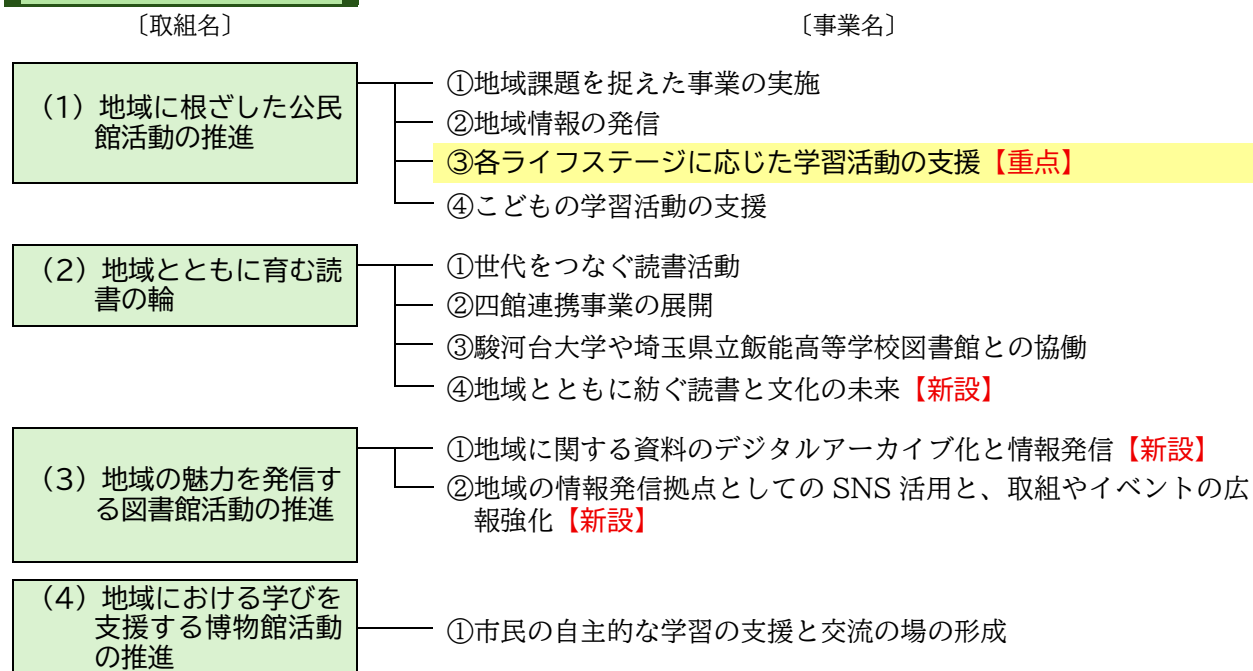 〔取組名〕 〔事業名〕
(1)地域に根ざした公民
館活動の推進
①地域課題を捉えた事業の実施
②地域情報の発信
③各ライフステージに応じた学習活動の支援【重点】
④こどもの学習活動の支援
(2)地域とともに育む読
書の輪
①世代をつなぐ読書活動
②四館連携事業の展開
③駿河台大学や埼玉県立飯能高等学校図書館との協働
④地域とともに紡ぐ読書と文化の未来【新設】
(3)地域の魅力を発信す
る図書館活動の推進
①地域に関する資料のデジタルアーカイブ化と情報発信【新設】
②地域の情報発信拠点としての SNS 活用と、取組やイベントの広
報強化【新設】
(4)地域における学びを
支援する博物館活動
の推進
①市民の自主的な学習の支援と交流の場の形成